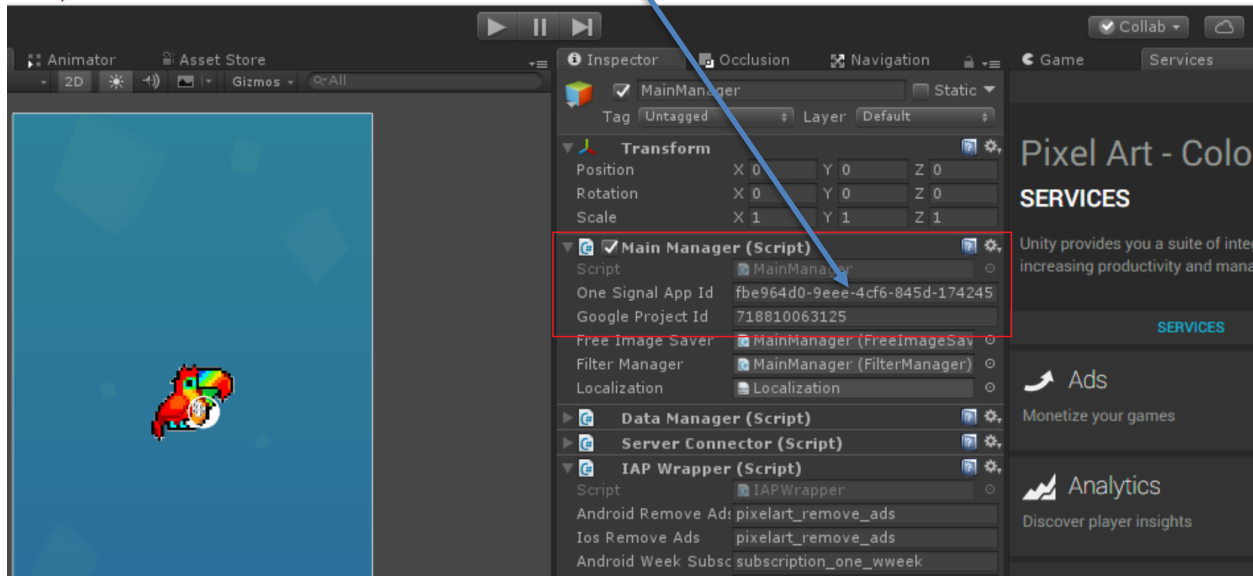 Collab
Animator Asset Store
Inspector Occlusion Navigation
Game Services
2D Gizmos All
MainManager Static
Tag Untagged Layer Default
Transform
Position X 0 Y 0 Z 0
Rotation X 0 Y 0 Z 0
Scale X 1 Y 1 Z 1
Main Manager (Script)
Script MainManager
One Signal App Id fbe964d0-9eee-4cf6-845d-174245
Google Project Id 718810063125
Free Image Saver MainManager (FreeImageSav
Filter Manager MainManager (FilterManager)
Localization Localization
Data Manager (Script)
Server Connector (Script)
IAP Wrapper (Script)
Script IAPWrapper
Android Remove Ads pixelart_remove_ads
Ios Remove Ads pixelart_remove_ads
Android Week Subsc subscription_one_wweek
Pixel Art - Colo
SERVICES
Unity provides you a suite of inte
increasing productivity and mana
SERVICES
Ads
Monetize your games
Analytics
Discover player insights